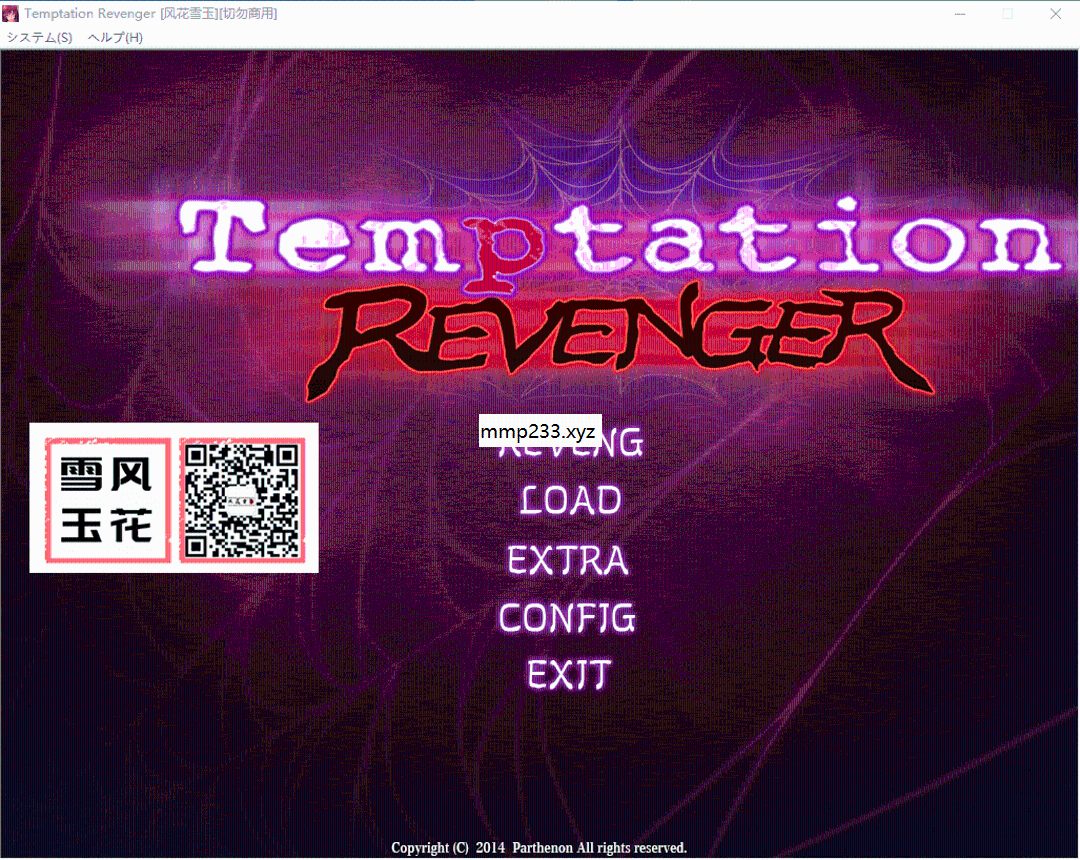 Temptation Revenger [风花雪玉][切勿商用]
システム(S) ヘルプ(H)
Temptation
REVENGER
mmp233.xyz
REVENG
雪风
玉花
LOAD
EXTRA
CONFIG
EXIT
Copyright (C) 2014 Parthenon All rights reserved.